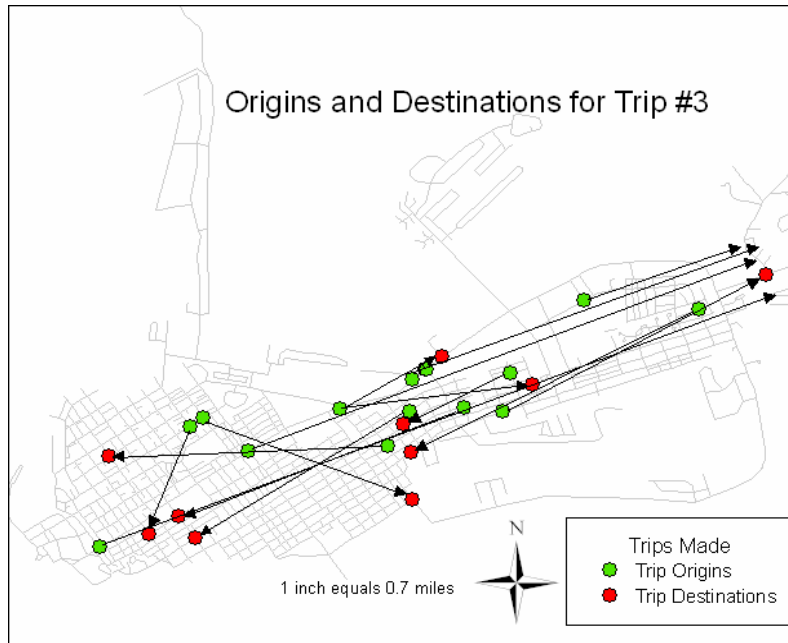 Origins and Destinations for Trip #3
N
1 inch equals 0.7 miles
Trips Made
Trip Origins
Trip Destinations